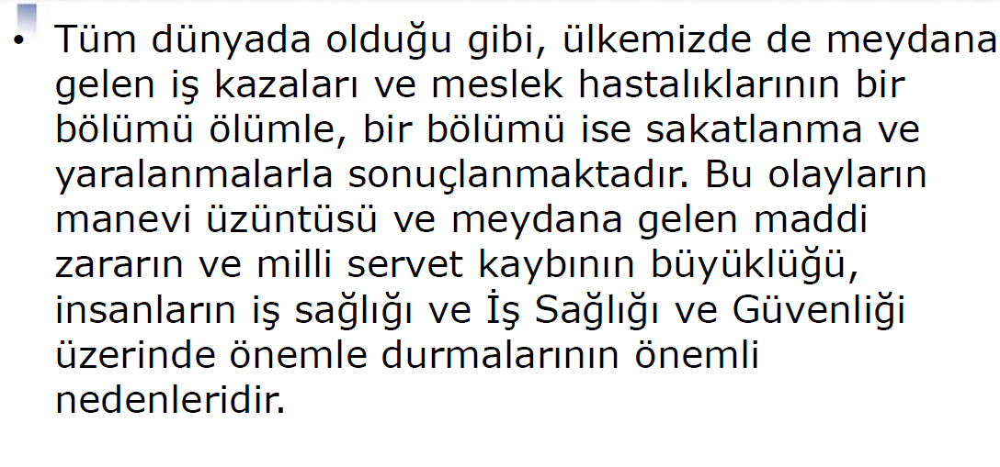 • Tüm dünyada olduğu gibi, ülkemizde de meydana
gelen iş kazaları ve meslek hastalıklarının bir
bölümü ölümle, bir bölümü ise sakatlanma ve
yaralanmalarla sonuçlanmaktadır. Bu olayların
manevi üzüntüsü ve meydana gelen maddi
zararın ve milli servet kaybının büyüklüğü,
insanların iş sağlığı ve İş Sağlığı ve Güvenliği
üzerinde önemle durmalarının önemli
nedenleridir.